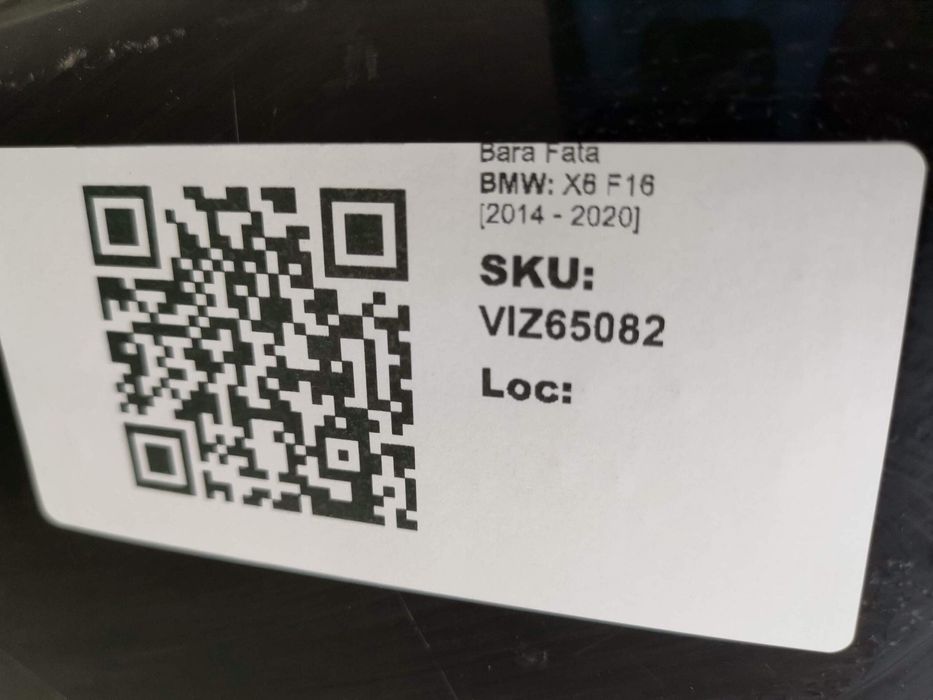 Bara Fata
BMW: X6 F16
[2014 - 2020]
SKU:
VIZ65082
Loc: